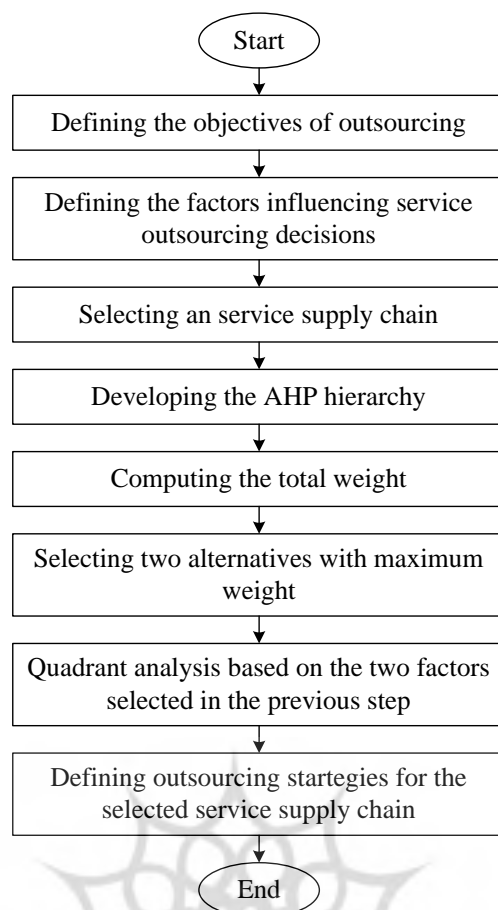 Start
Defining the objectives of outsourcing
Defining the factors influencing service
outsourcing decisions
Selecting an service supply chain
Developing the AHP hierarchy
Computing the total weight
Selecting two alternatives with maximum
weight
Quadrant analysis based on the two factors
selected in the previous step
Defining outsourcing startegies for the
selected service supply chain
End